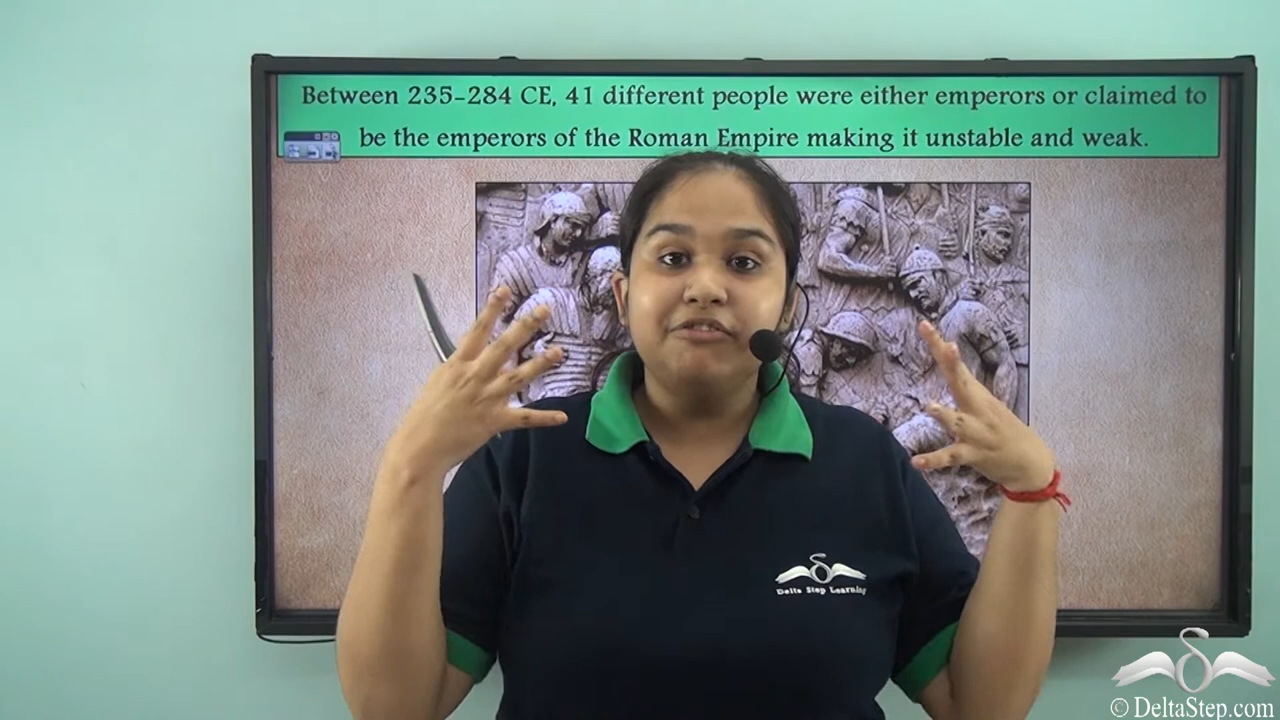 Between 235-284 CE, 41 different people were either emperors or claimed to
be the emperors of the Roman Empire making it unstable and weak.
Delta Step Learning
© DeltaStep.com